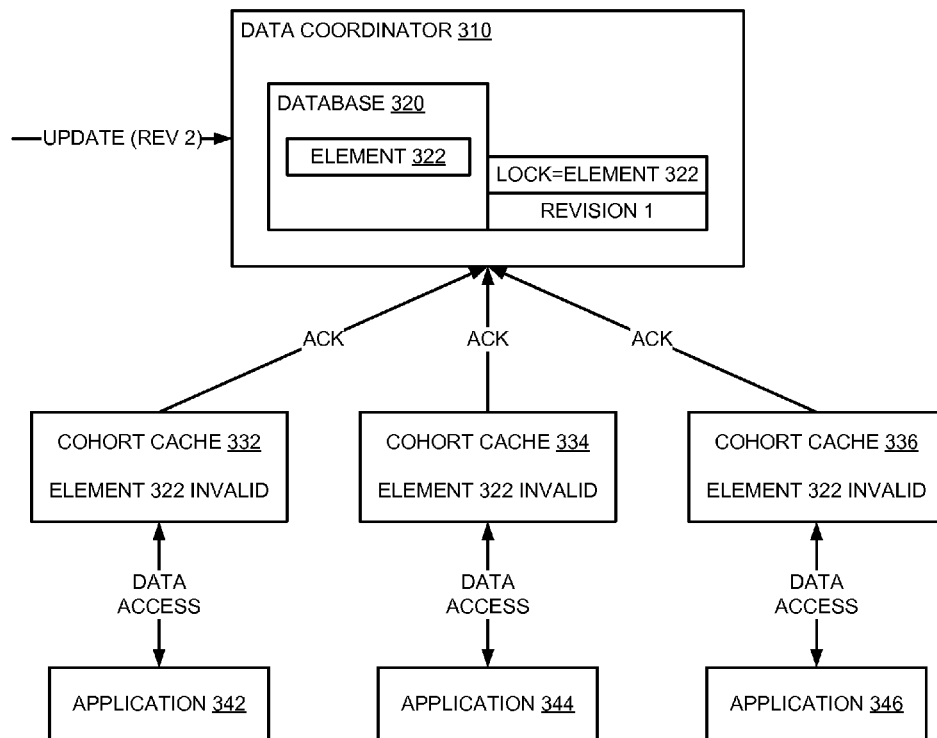 DATA COORDINATOR 310
DATABASE 320
UPDATE (REV 2)
ELEMENT 322
LOCK=ELEMENT 322
REVISION 1
ACK
ACK
ACK
COHORT CACHE 332
ELEMENT 322 INVALID
COHORT CACHE 334
ELEMENT 322 INVALID
COHORT CACHE 336
ELEMENT 322 INVALID
DATA
ACCESS
DATA
ACCESS
DATA
ACCESS
APPLICATION 342
APPLICATION 344
APPLICATION 346